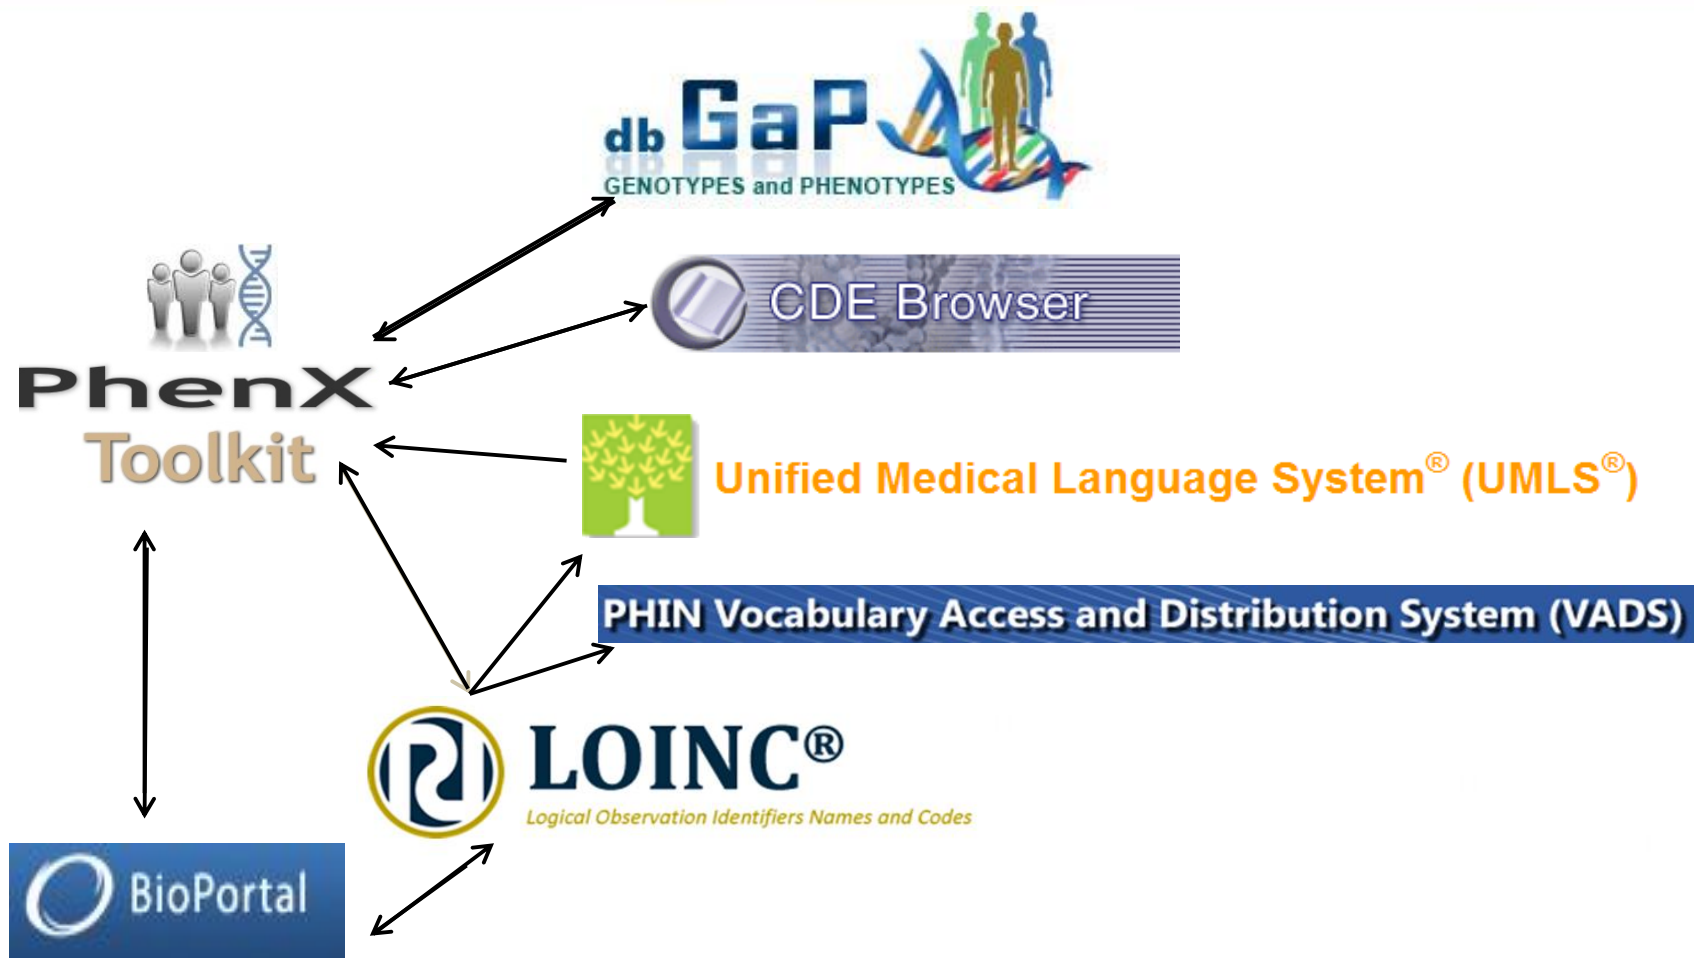 db GaP
GENOTYPES and PHENOTYPES
CDE Browser
PhenX
Toolkit
Unified Medical Language System® (UMLS®)
PHIN Vocabulary Access and Distribution System (VADS)
LOINC®
Logical Observation Identifiers Names and Codes
BioPortal